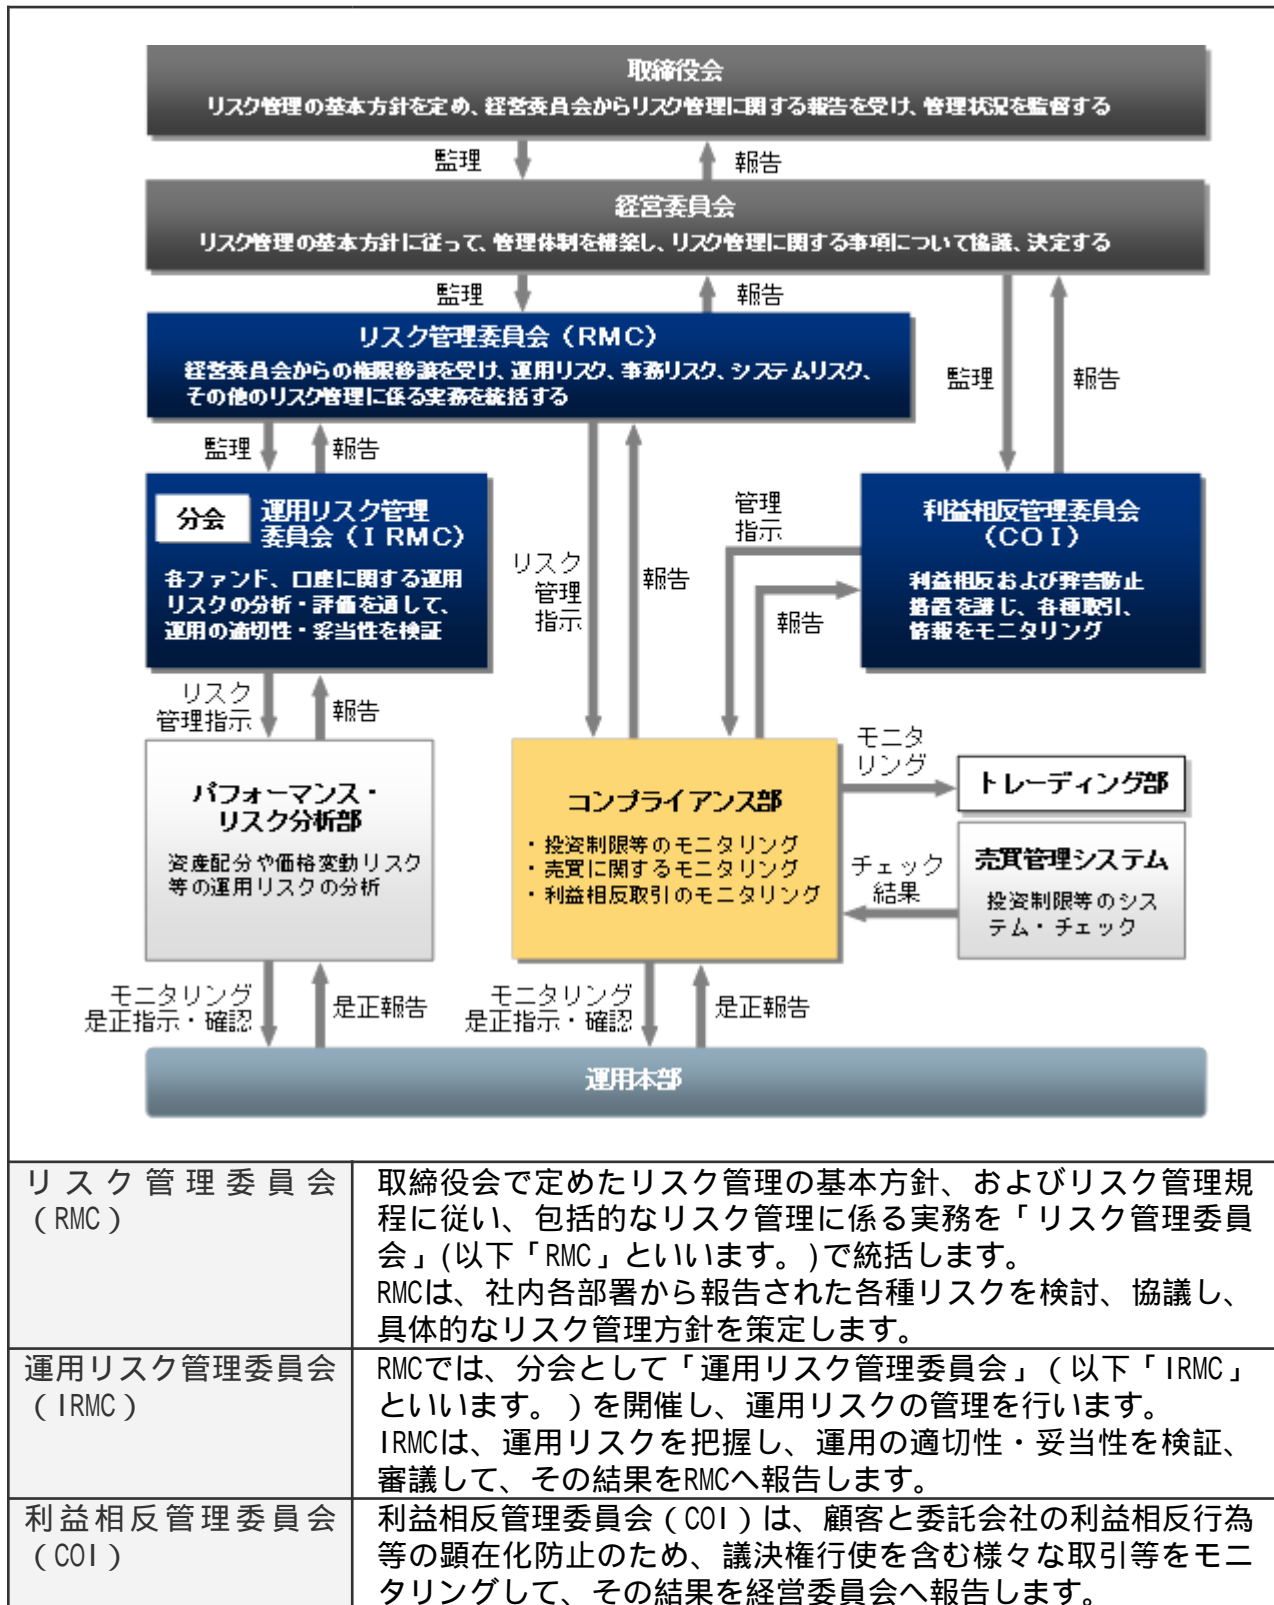 取締役会
リスク管理の基本方針を定め、経営委員会からリスク管理に関する報告を受け、管理状況を監督する
監理
報告
経営委員会
リスク管理の基本方針に従って、管理体制を構築し、リスク管理に関する事項について協議、決定する
監理
報告
リスク管理委員会（ＲＭＣ）
経営委員会からの権限移譲を受け、運用リスク、事務リスク、システムリスク、
その他のリスク管理に係る実務を統括する
監理
報告
監理
報告
分会
運用リスク管理
委員会（ＩＲＭＣ）
各ファンド、口座に関する運用
リスクの分析・評価を通して、
運用の適切性・妥当性を検証
リスク
管理
指示
報告
管理
指示
報告
利益相反管理委員会
（ＣＯＩ）
利益相反および弊害防止
措置を講じ、各種取引、
情報をモニタリング
リスク
管理指示
報告
パフォーマンス・
リスク分析部
資産配分や価格変動リスク
等の運用リスクの分析
コンプライアンス部
・投資制限等のモニタリング
・売買に関するモニタリング
・利益相反取引のモニタリング
モニタ
リング
トレーディング部
チェック
結果
売買管理システム
投資制限等のシス
テム・チェック
モニタリング
是正指示・確認
是正報告
モニタリング
是正指示・確認
是正報告
運用本部
リスク管理委員会
（RMC）
取締役会で定めたリスク管理の基本方針、およびリスク管理規
程に従い、包括的なリスク管理に係る実務を「リスク管理委員
会」(以下「RMC」といいます。)で統括します。
RMCは、社内各部署から報告された各種リスクを検討、協議し、
具体的なリスク管理方針を策定します。
運用リスク管理委員会
（IRMC）
RMCでは、分会として「運用リスク管理委員会」（以下「IRMC」
といいます。）を開催し、運用リスクの管理を行います。
IRMCは、運用リスクを把握し、運用の適切性・妥当性を検証、
審議して、その結果をRMCへ報告します。
利益相反管理委員会
（COI）
利益相反管理委員会（COI）は、顧客と委託会社の利益相反行為
等の顕在化防止のため、議決権行使を含む様々な取引等をモニ
タリングして、その結果を経営委員会へ報告します。